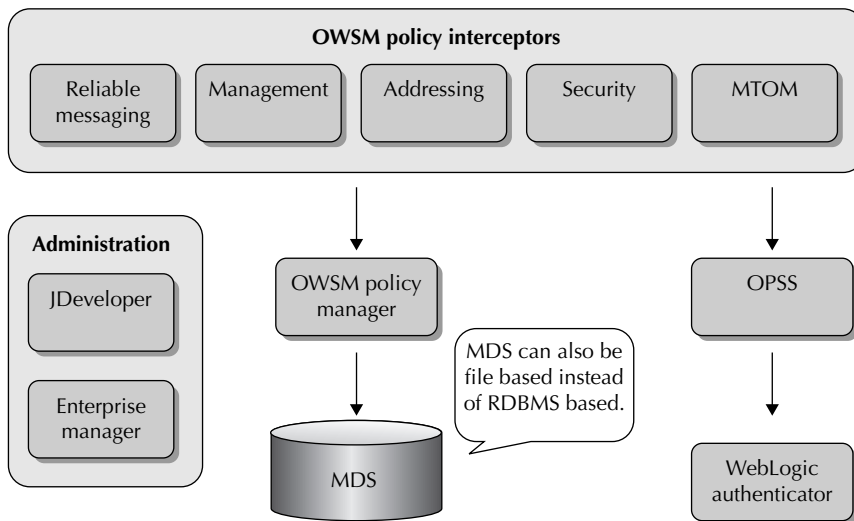 OWSM policy interceptors
Reliable
messaging
Management
Addressing
Security
MTOM
Administration
JDeveloper
Enterprise
manager
OWSM policy
manager
MDS
MDS can also be
file based instead
of RDBMS based.
OPSS
WebLogic
authenticator